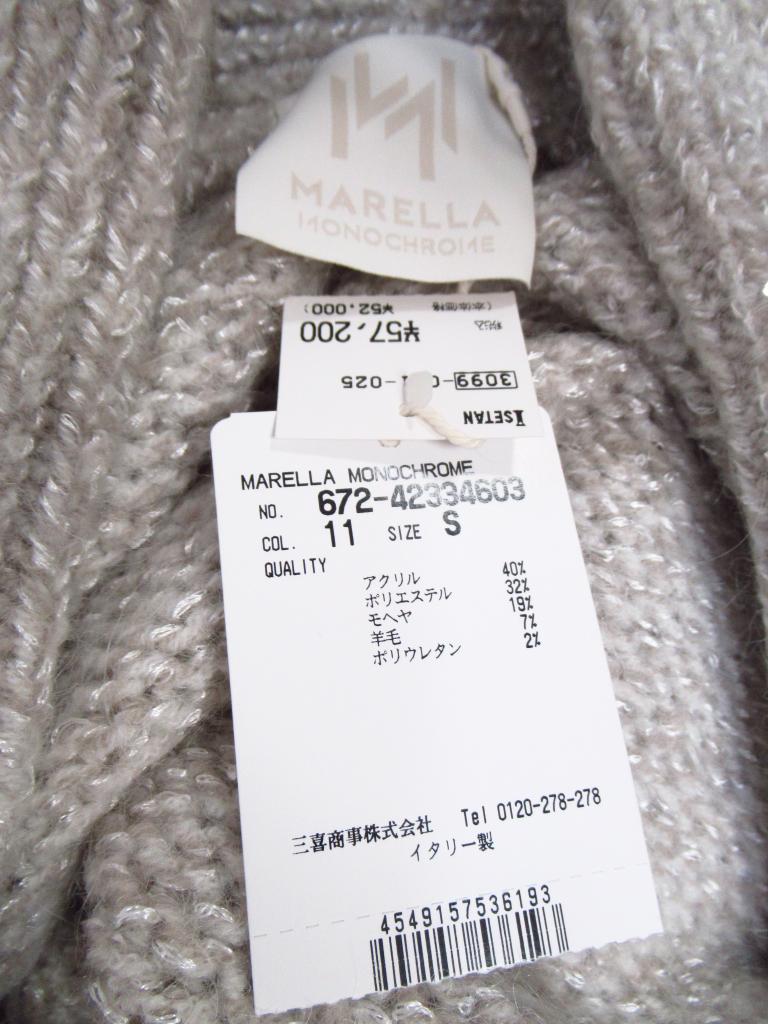 MARELLA
MONOCHROME
(本体価格 ¥52,000)
税込 ¥57,200
3099- -025
ISETAN
MARELLA MONOCHROME
NO. 672-42334603
COL. 11 SIZE S
QUALITY
アクリル 40%
ポリエステル 32%
モヘヤ 19%
羊毛 7%
ポリウレタン 2%
三喜商事株式会社 Tel 0120-278-278
イタリー製
4549157536193